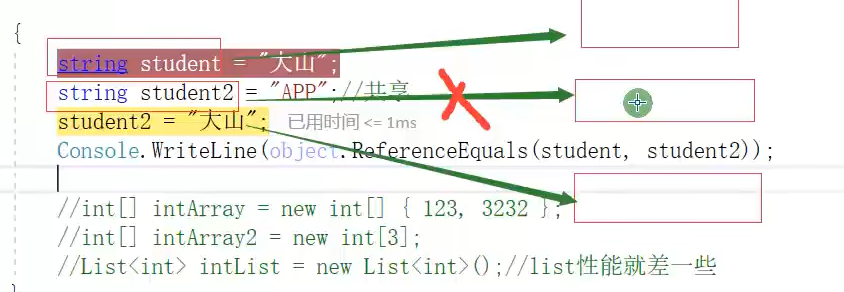 {
string student = "大山";
string student2 = "APP";//共享
student2 = "大山"; 已用时间 <= 1ms
Console.WriteLine(object.ReferenceEquals(student, student2));
//int[] intArray = new int[] { 123, 3232 };
//int[] intArray2 = new int[3];
//List<int> intList = new List<int>();//list性能就差一些
}